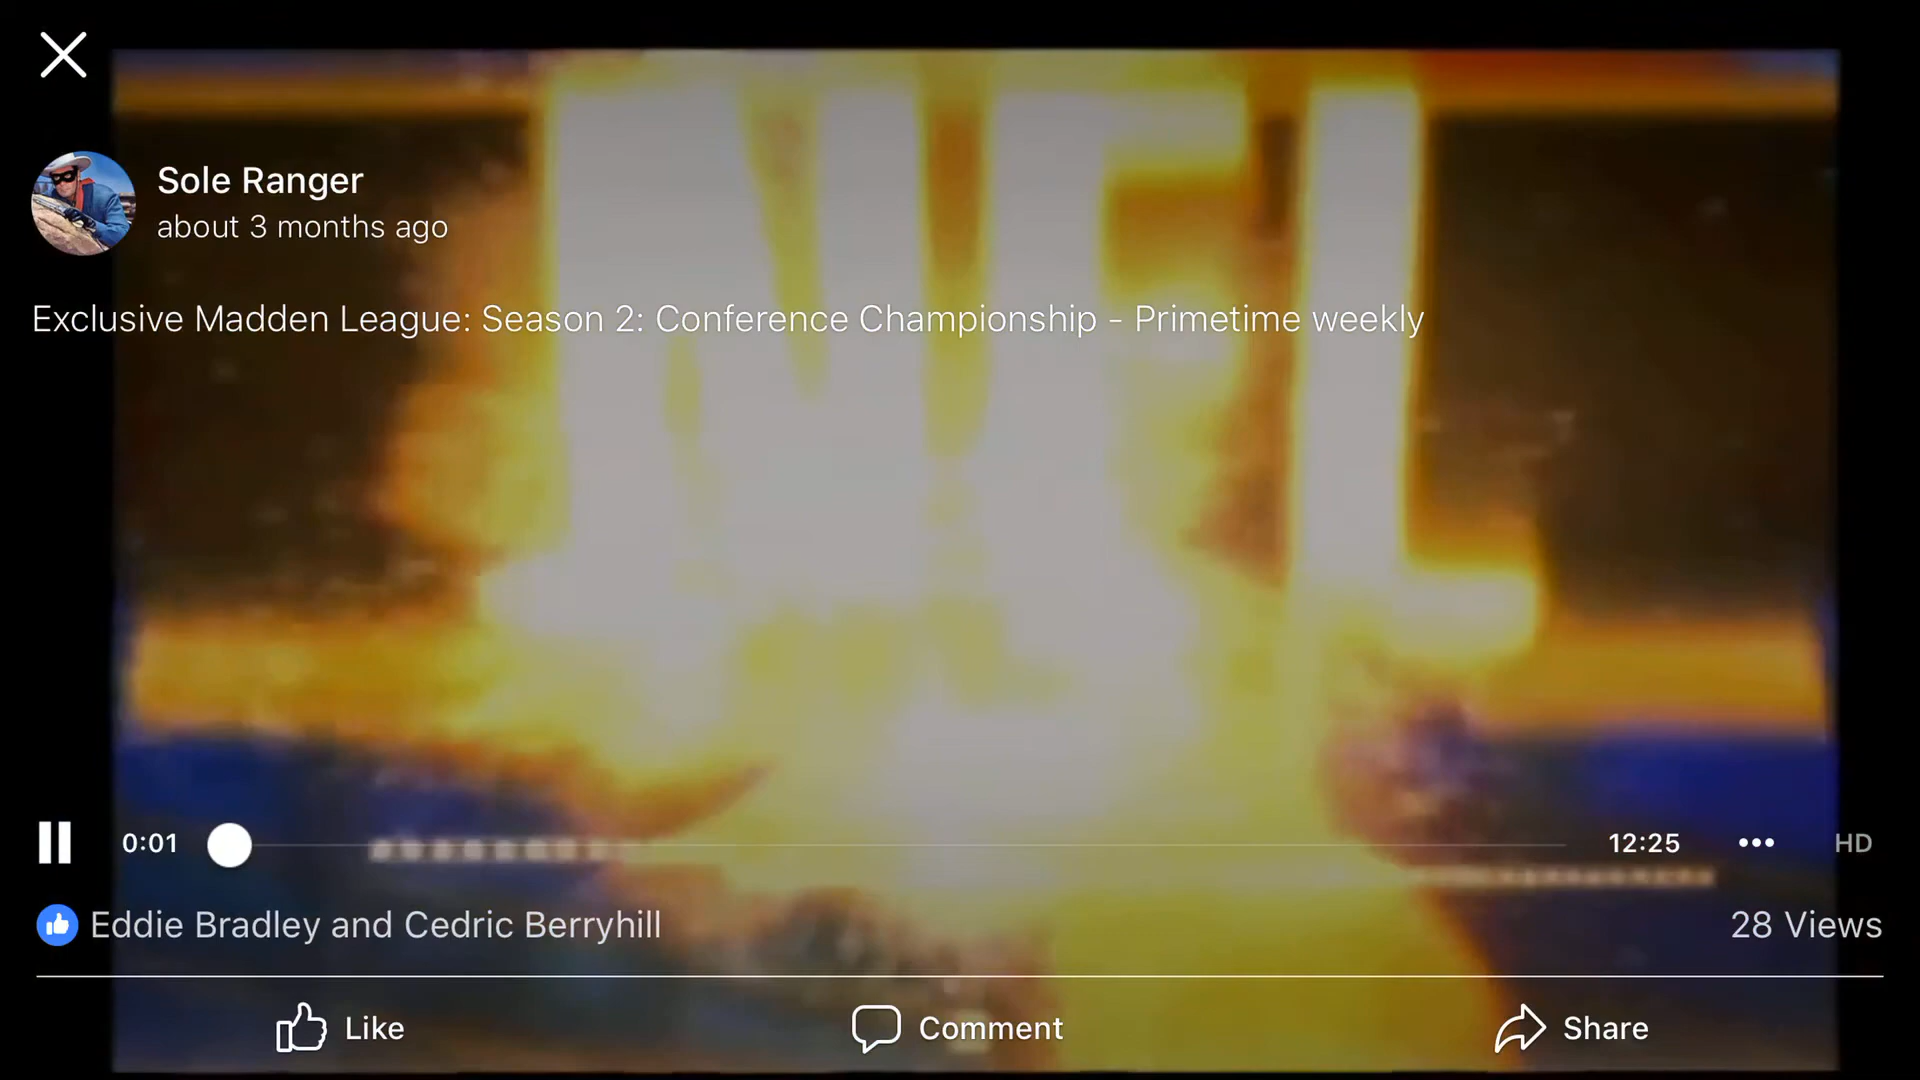 NFL
Sole Ranger
about 3 months ago
Exclusive Madden League: Season 2: Conference Championship - Primetime weekly
0:01
12:25
HD
Eddie Bradley and Cedric Berryhill
28 Views
Like
Comment
Share